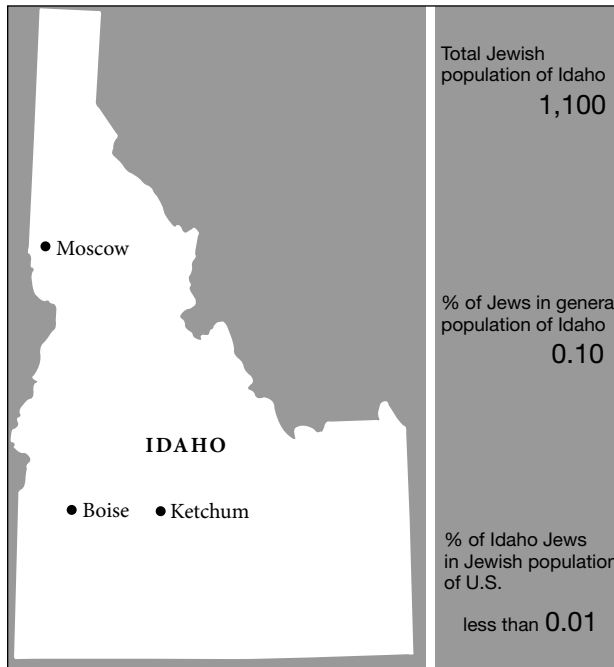 Total Jewish
population of Idaho
1,100
Moscow
% of Jews in genera
population of Idaho
0.10
IDAHO
Boise
Ketchum
% of Idaho Jews
in Jewish population
of U.S.
less than 0.01